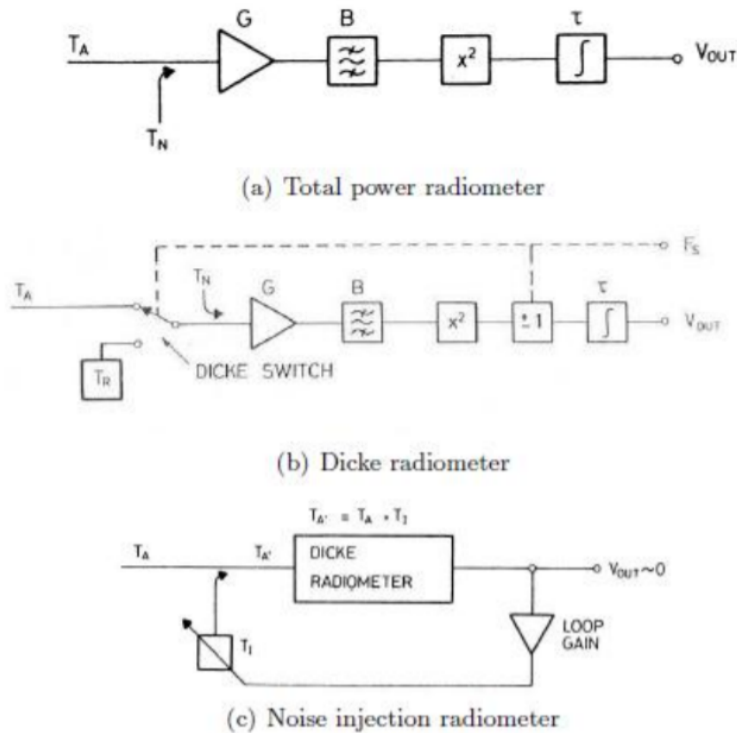 G B τ
T_A x² ∫ V_OUT
T_N
(a) Total power radiometer
F_S
T_N G B τ
T_A x² ± 1 ∫ V_OUT
T_R DICKE SWITCH
(b) Dicke radiometer
T_A' = T_A + T_I
T_A T_A' DICKE RADIOMETER V_OUT~0
T_I LOOP GAIN
(c) Noise injection radiometer